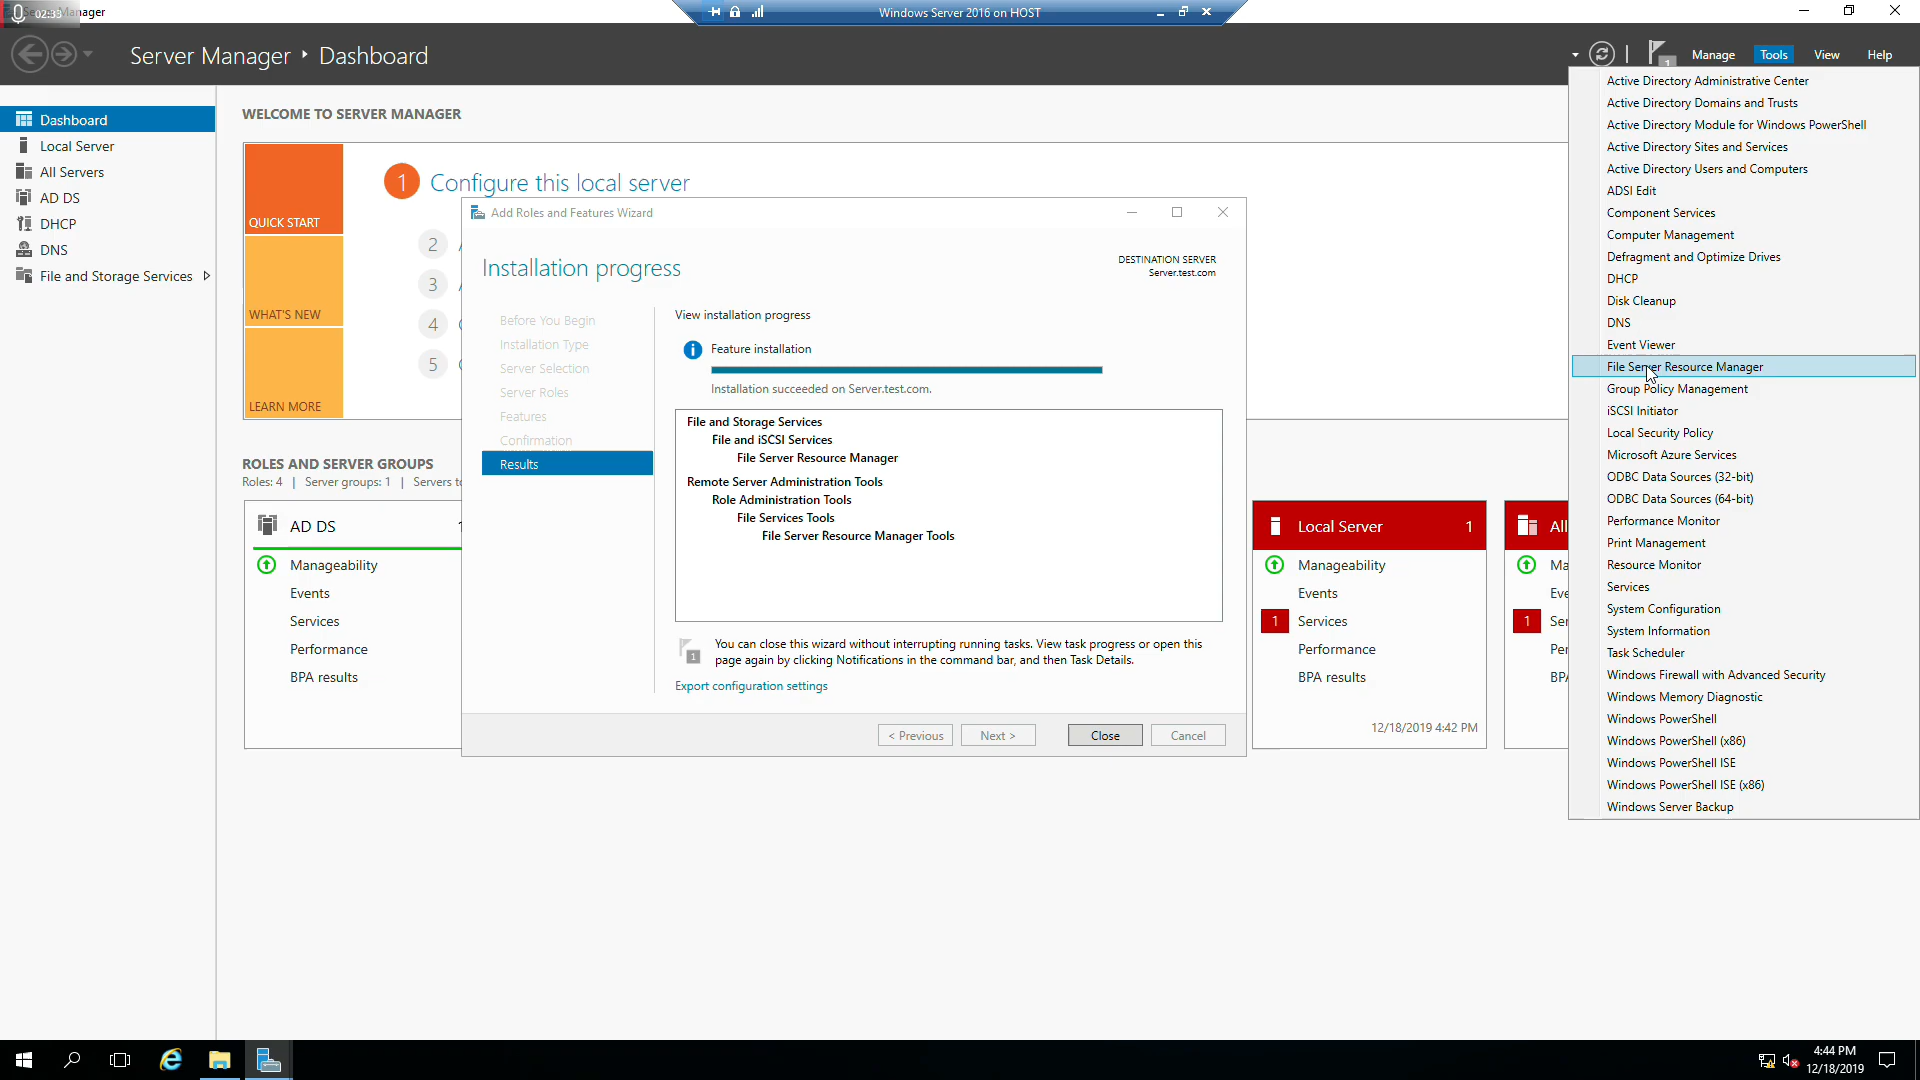 02:33
Windows Server 2016 on HOST
Server Manager
Dashboard
1
Manage
Tools
View
Help
Dashboard
Local Server
All Servers
AD DS
DHCP
DNS
File and Storage Services
WELCOME TO SERVER MANAGER
QUICK START
WHAT'S NEW
LEARN MORE
1
Configure this local server
2
3
4
5
ROLES AND SERVER GROUPS
Roles: 4 | Server groups: 1 | Servers
AD DS
Manageability
Events
Services
Performance
BPA results
Add Roles and Features Wizard
Installation progress
DESTINATION SERVER
Server.test.com
Before You Begin
Installation Type
Server Selection
Server Roles
Features
Confirmation
Results
View installation progress
Feature installation
Installation succeeded on Server.test.com.
File and Storage Services
File and iSCSI Services
File Server Resource Manager
Remote Server Administration Tools
Role Administration Tools
File Services Tools
File Server Resource Manager Tools
1
You can close this wizard without interrupting running tasks. View task progress or open this
page again by clicking Notifications in the command bar, and then Task Details.
Export configuration settings
< Previous
Next >
Close
Cancel
Local Server 1
Manageability
Events
1 Services
Performance
BPA results
12/18/2019 4:42 PM
All
1
Active Directory Administrative Center
Active Directory Domains and Trusts
Active Directory Module for Windows PowerShell
Active Directory Sites and Services
Active Directory Users and Computers
ADSI Edit
Component Services
Computer Management
Defragment and Optimize Drives
DHCP
Disk Cleanup
DNS
Event Viewer
File Server Resource Manager
Group Policy Management
iSCSI Initiator
Local Security Policy
Microsoft Azure Services
ODBC Data Sources (32-bit)
ODBC Data Sources (64-bit)
Performance Monitor
Print Management
Resource Monitor
Services
System Configuration
System Information
Task Scheduler
Windows Firewall with Advanced Security
Windows Memory Diagnostic
Windows PowerShell
Windows PowerShell (x86)
Windows PowerShell ISE
Windows PowerShell ISE (x86)
Windows Server Backup
4:44 PM
12/18/2019